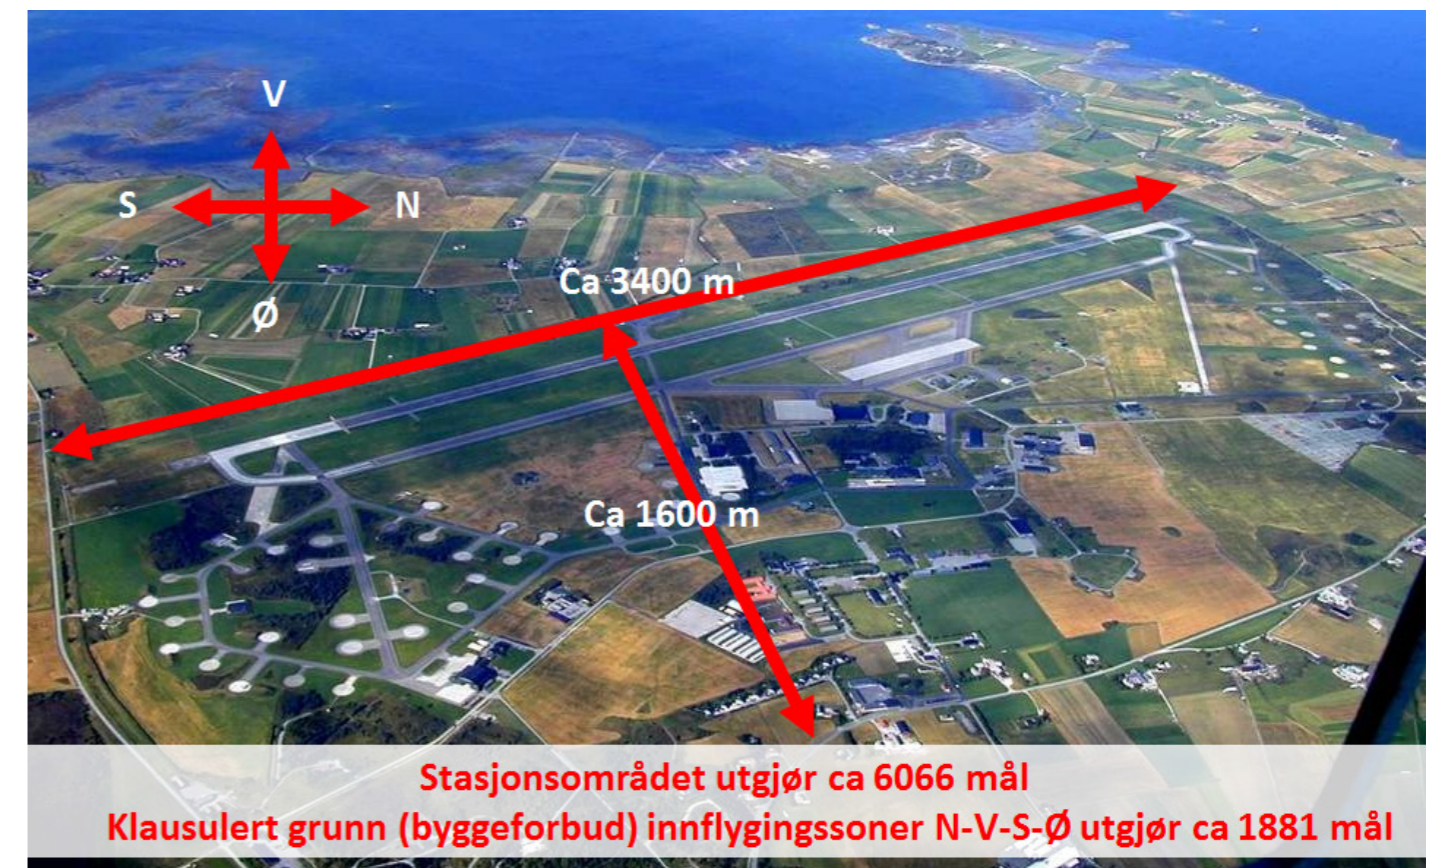 V
S
N
Ø
Ca 3400 m
Ca 1600 m
Stasjonsområdet utgjør ca 6066 mål
Klausulert grunn (byggeforbud) innflygingssoner N-V-S-Ø utgjør ca 1881 mål